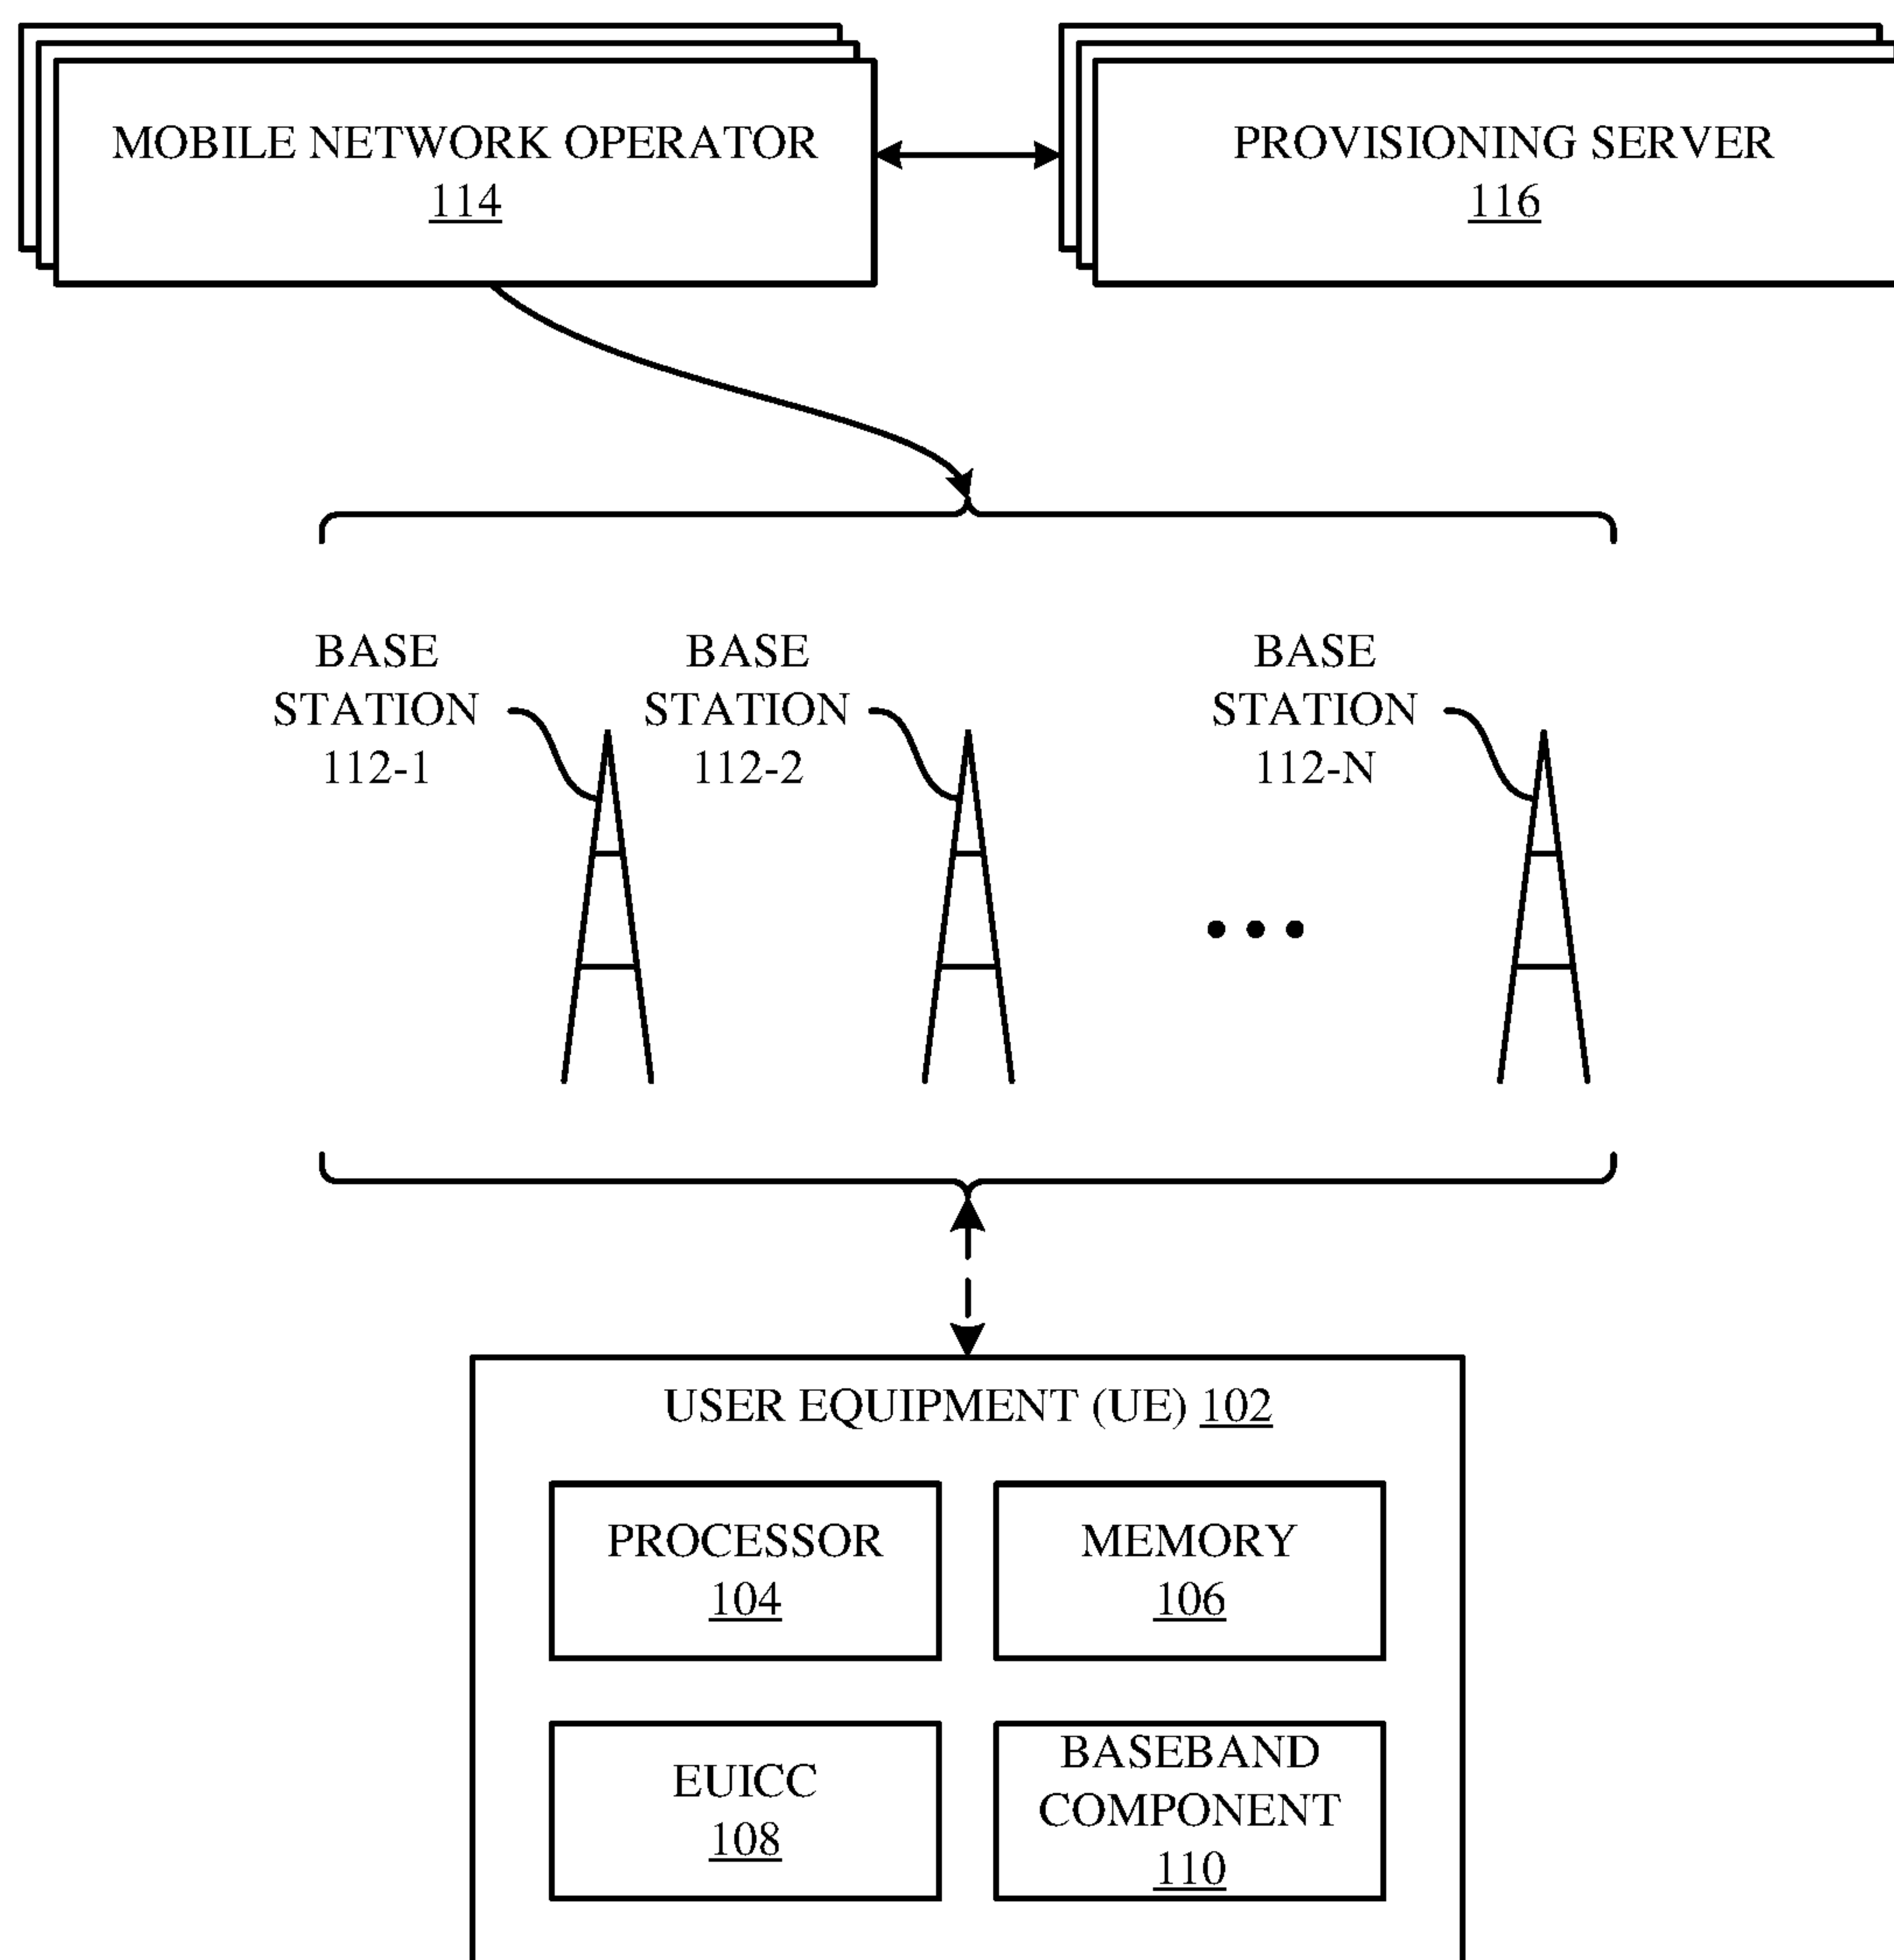 MOBILE NETWORK OPERATOR
114
PROVISIONING SERVER
116
BASE
STATION
112-1
BASE
STATION
112-2
BASE
STATION
112-N
USER EQUIPMENT (UE) 102
PROCESSOR
104
MEMORY
106
EUICC
108
BASEBAND
COMPONENT
110